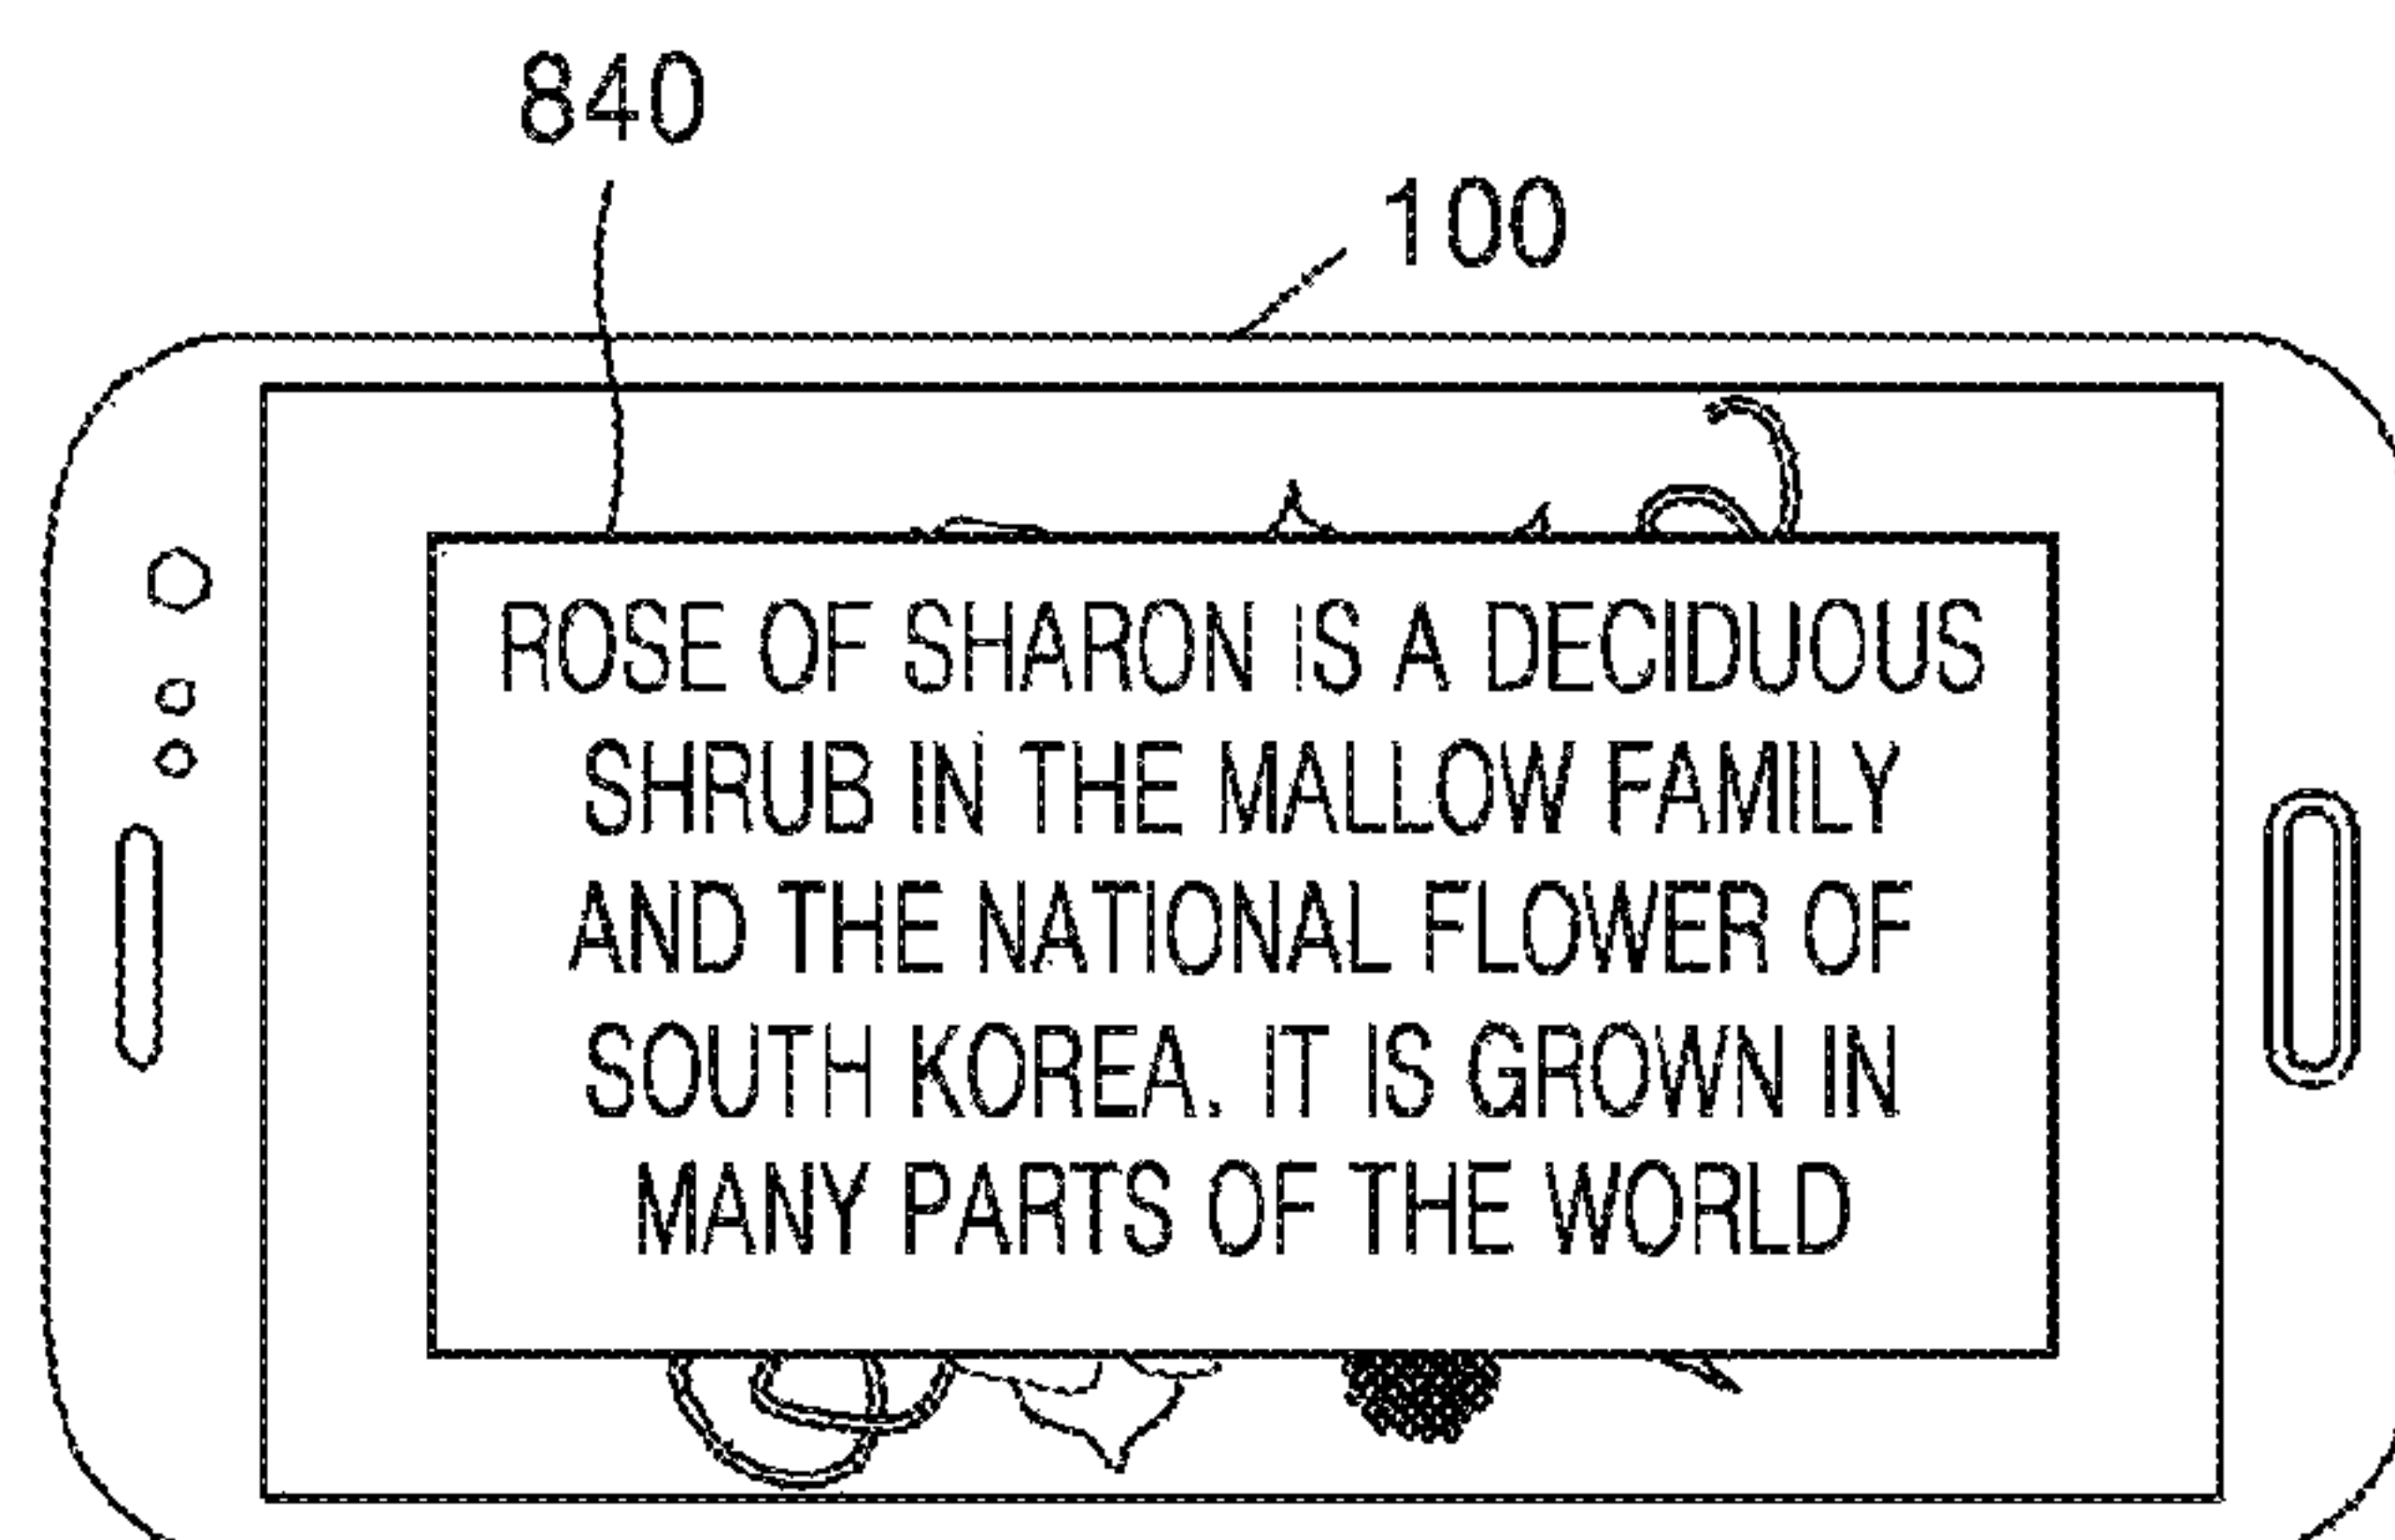 840
100
ROSE OF SHARON IS A DECIDUOUS
SHRUB IN THE MALLOW FAMILY
AND THE NATIONAL FLOWER OF
SOUTH KOREA. IT IS GROWN IN
MANY PARTS OF THE WORLD